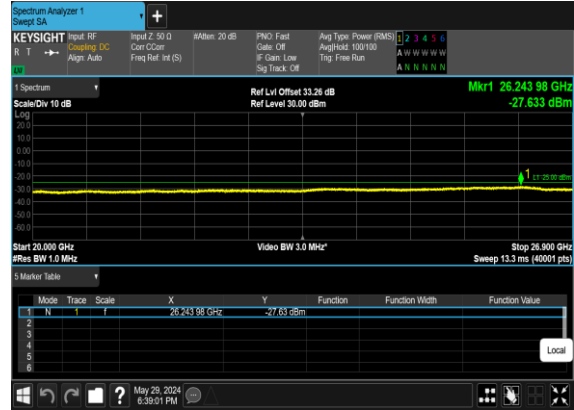 Spectrum Analyzer 1
Swept SA
+
KEYSIGHT Input: RF Input Z: 50 Ω #Atten: 20 dB PNO: Fast Avg Type: Power (RMS) 1 2 3 4 5 6
R T Coupling: DC Corr CCorr Gate: Off Avg|Hold: 100/100 A W W W W W
Align: Auto Freq Ref: Int (S) IF Gain: Low Trig: Free Run
Sig Track: Off A N N N N N
LXI
1 Spectrum Ref Lvl Offset 33.26 dB Mkr1 26.243 98 GHz
Scale/Div 10 dB Ref Level 30.00 dBm -27.633 dBm
Log
20.0
10.0
0.00
-10.0
-20.0 1 L1 -25.00 dBm
-30.0
-40.0
-50.0
-60.0
Start 20.000 GHz Video BW 3.0 MHz* Stop 26.900 GHz
#Res BW 1.0 MHz Sweep 13.3 ms (40001 pts)
5 Marker Table
Mode Trace Scale X Y Function Function Width Function Value
1 N 1 f 26.243 98 GHz -27.63 dBm
2
3
4
5
6
Local
? May 29, 2024
6:39:01 PM